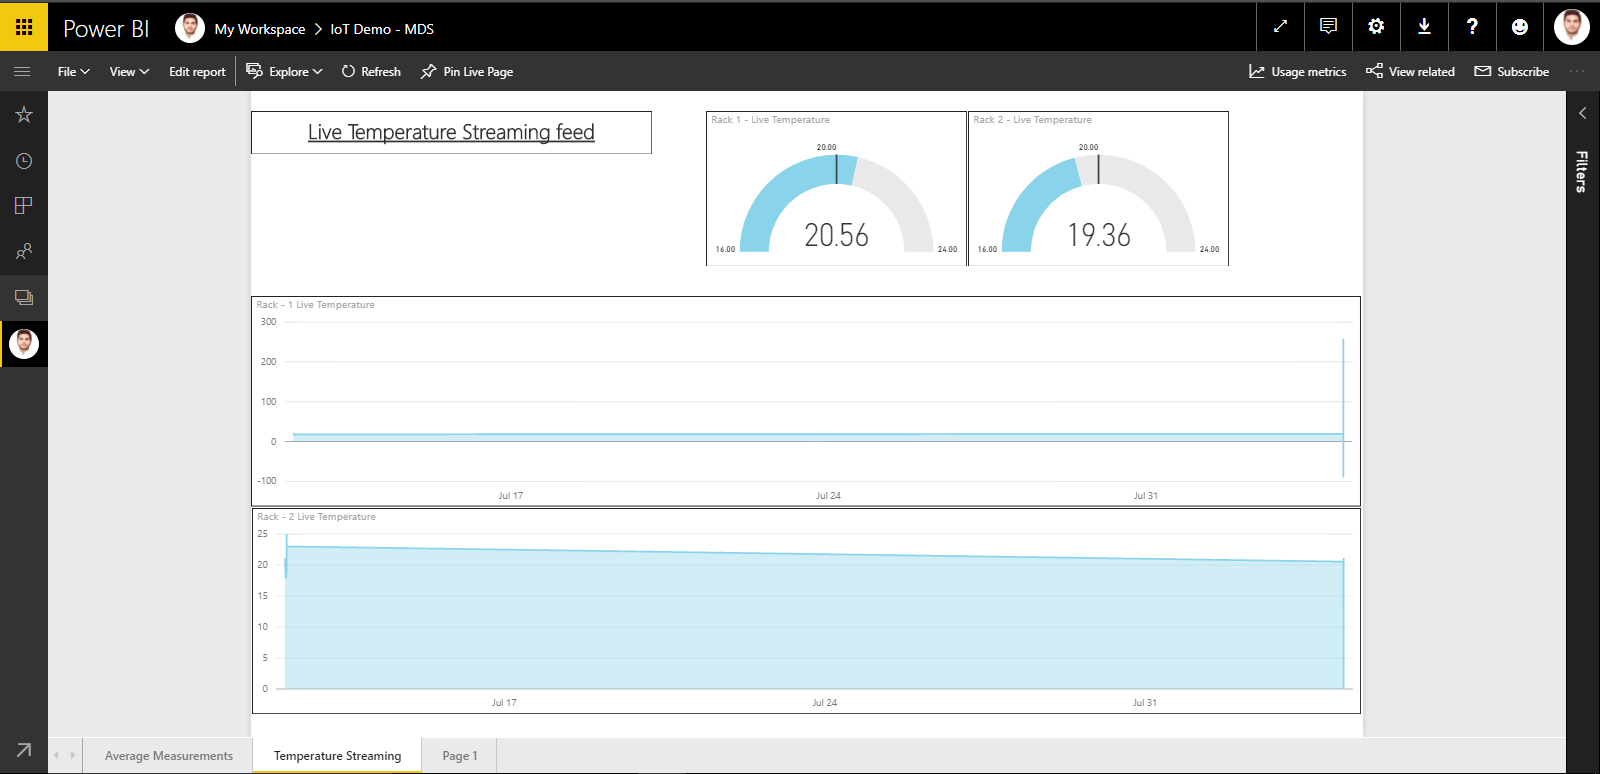 Power BI
My Workspace > IoT Demo - MDS
?
File View Edit report Explore Refresh Pin Live Page
Usage metrics View related Subscribe ...
Filters
Live Temperature Streaming feed
Rack 1 - Live Temperature
20.00
20.56
16.00
24.00
Rack 2 - Live Temperature
20.00
19.36
16.00
24.00
Rack - 1 Live Temperature
300
200
100
0
-100
Jul 17 Jul 24 Jul 31
Rack - 2 Live Temperature
25
20
15
10
5
0
Jul 17 Jul 24 Jul 31
Average Measurements Temperature Streaming Page 1